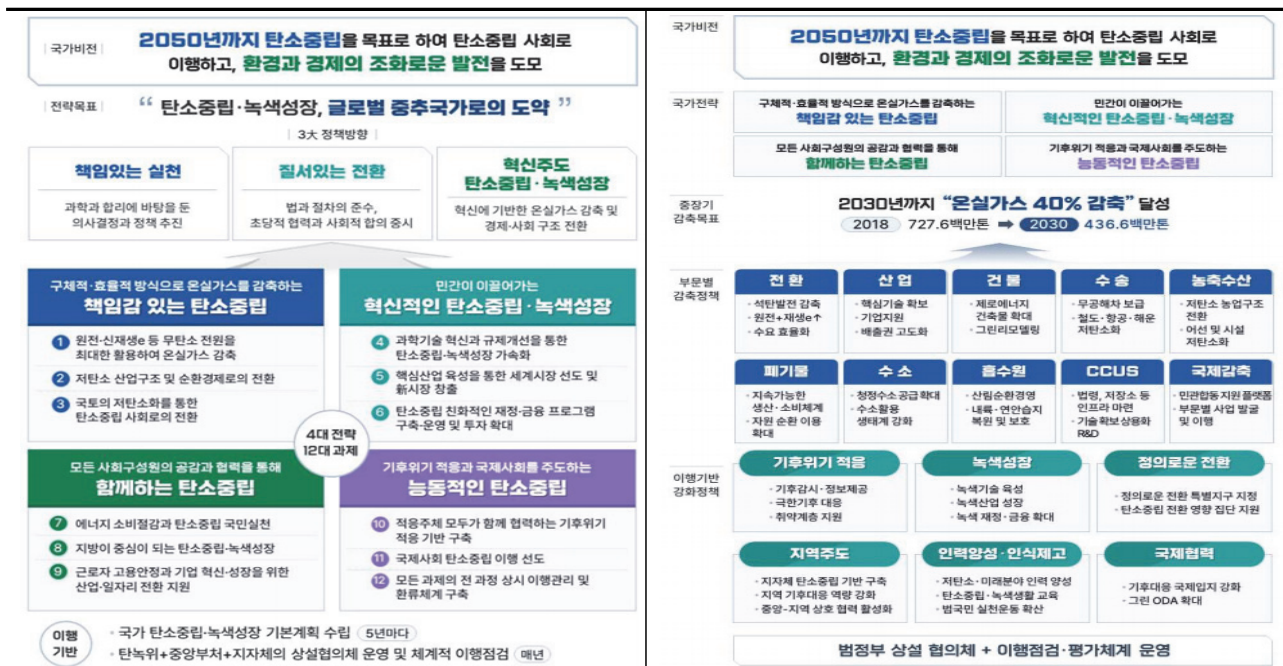 국가비전
2050년까지 탄소중립을 목표로 하여 탄소중립 사회로
이행하고, 환경과 경제의 조화로운 발전을 도모
전략목표
“ 탄소중립·녹색성장, 글로벌 중추국가로의 도약 ”
3大 정책방향
책임있는 실천
과학과 합리에 바탕을 둔
의사결정과 정책 추진
질서있는 전환
법과 절차의 준수,
초당적 협력과 사회적 합의 중시
혁신주도
탄소중립·녹색성장
혁신에 기반한 온실가스 감축 및
경제·사회 구조 전환
구체적·효율적 방식으로 온실가스를 감축하는
책임감 있는 탄소중립
1 원전·신재생e 등 무탄소 전원을
최대한 활용하여 온실가스 감축
2 저탄소 산업구조 및 순환경제로의 전환
3 국토의 저탄소화를 통한
탄소중립 사회로의 전환
민간이 이끌어가는
혁신적인 탄소중립·녹색성장
4 과학기술 혁신과 규제개선을 통한
탄소중립·녹색성장 가속화
5 핵심산업 육성을 통한 세계시장 선도 및
新시장 창출
6 탄소중립 친화적인 재정·금융 프로그램
구축·운영 및 투자 확대
4대 전략
12대 과제
모든 사회구성원의 공감과 협력을 통해
함께하는 탄소중립
7 에너지 소비절감과 탄소중립 국민실천
8 지방이 중심이 되는 탄소중립·녹색성장
9 근로자 고용안정과 기업 혁신·성장을 위한
산업·일자리 전환 지원
기후위기 적응과 국제사회를 주도하는
능동적인 탄소중립
10 적응주체 모두가 함께 협력하는 기후위기
적응 기반 구축
11 국제사회 탄소중립 이행 선도
12 모든 과제의 전 과정 상시 이행관리 및
환류체계 구축
이행
기반
· 국가 탄소중립·녹색성장 기본계획 수립 5년마다
· 탄녹위+중앙부처+지자체의 상설협의체 운영 및 체계적 이행점검 매년
국가비전
2050년까지 탄소중립을 목표로 하여 탄소중립 사회로
이행하고, 환경과 경제의 조화로운 발전을 도모
국가전략
구체적·효율적 방식으로 온실가스를 감축하는
책임감 있는 탄소중립
민간이 이끌어가는
혁신적인 탄소중립·녹색성장
모든 사회구성원의 공감과 협력을 통해
함께하는 탄소중립
기후위기 적응과 국제사회를 주도하는
능동적인 탄소중립
중장기
감축목표
2030년까지 “온실가스 40% 감축” 달성
2018 727.6백만톤 ➡ 2030 436.6백만톤
부문별
감축정책
전환
· 석탄발전 감축
· 원전+재생e↑
· 수요 효율화
산업
· 핵심기술 확보
· 기업지원
· 배출권 고도화
건물
· 제로에너지
건축물 확대
· 그린리모델링
수송
· 무공해차 보급
· 철도·항공·해운
저탄소화
농축수산
· 저탄소 농업구조
전환
· 어선 및 시설
저탄소화
폐기물
· 지속가능한
생산·소비체계
· 자원 순환 이용
확대
수소
· 청정수소 공급 확대
· 수소활용
생태계 강화
흡수원
· 산림순환경영
· 내륙·연안습지
복원 및 보호
CCUS
· 법령, 저장소 등
인프라 마련
· 기술확보 상용화
R&D
국제감축
· 민관합동 지원 플랫폼
· 부문별 사업 발굴
및 이행
이행기반
강화정책
기후위기 적응
· 기후감시·정보제공
· 극한기후 대응
· 취약계층 지원
녹색성장
· 녹색기술 육성
· 녹색산업 성장
· 녹색 재정·금융 확대
정의로운 전환
· 정의로운 전환 특별지구 지정
· 탄소중립 전환 영향 집단 지원
지역주도
· 지자체 탄소중립 기반 구축
· 지역 기후대응 역량 강화
· 중앙-지역 상호 협력 활성화
인력양성·인식제고
· 저탄소·미래분야 인력 양성
· 탄소중립·녹색생활 교육
· 범국민 실천운동 확산
국제협력
· 기후대응 국제입지 강화
· 그린 ODA 확대
범정부 상설 협의체 + 이행점검·평가체계 운영